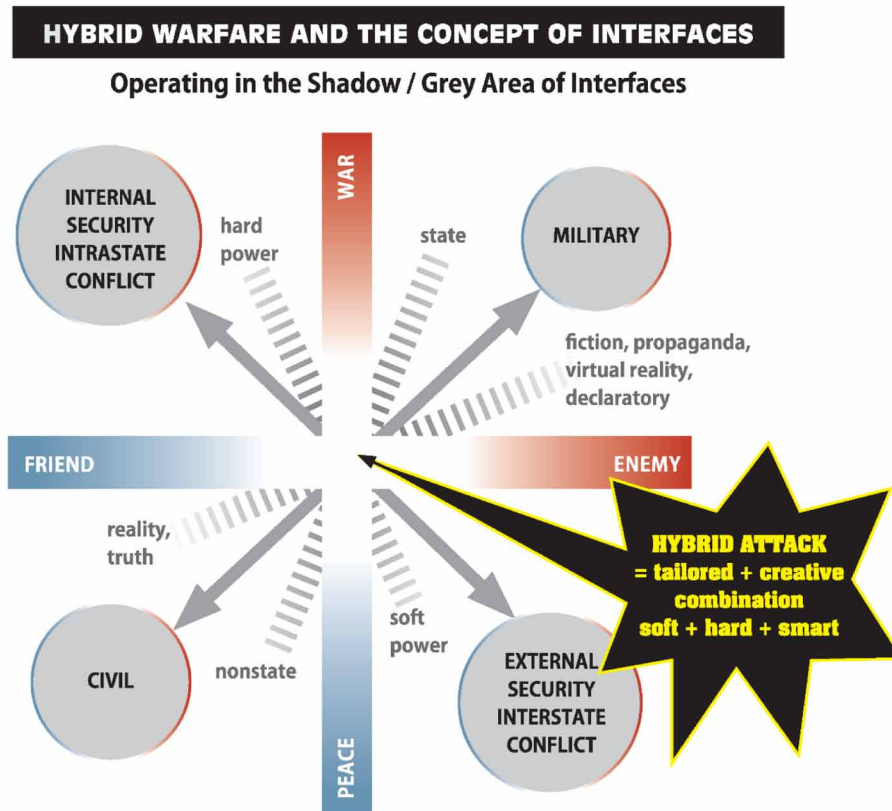 HYBRID WARFARE AND THE CONCEPT OF INTERFACES
Operating in the Shadow / Grey Area of Interfaces
INTERNAL
SECURITY
INTRASTATE
CONFLICT
hard
power
WAR
state
MILITARY
fiction, propaganda,
virtual reality,
declaratory
FRIEND
ENEMY
reality,
truth
HYBRID ATTACK
= tailored + creative
combination
soft + hard + smart
CIVIL
nonstate
PEACE
soft
power
EXTERNAL
SECURITY
INTERSTATE
CONFLICT